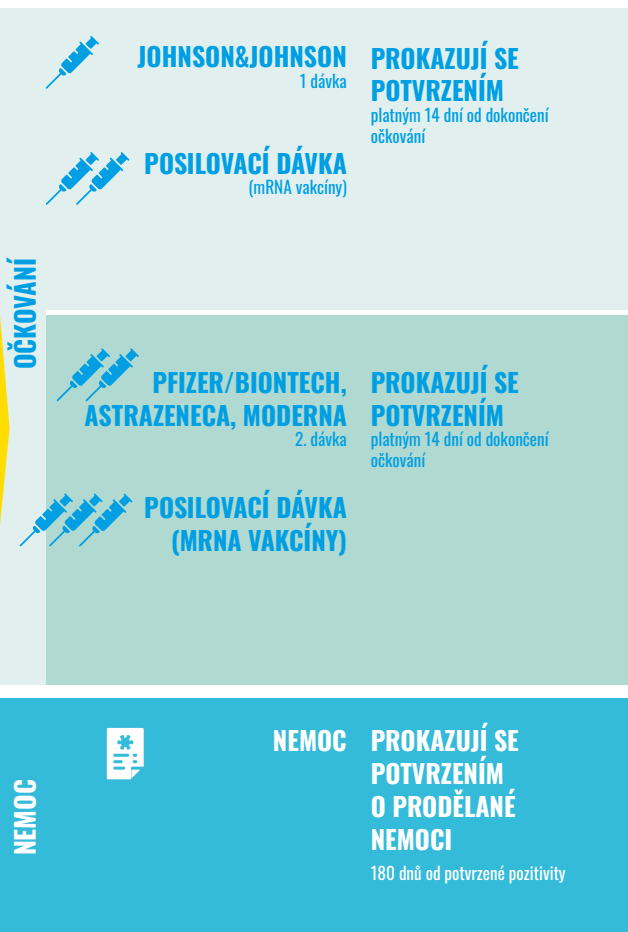 OČKOVÁNÍ
JOHNSON&JOHNSON
1 dávka
PROKAZUJÍ SE
POTVRZENÍM
platným 14 dní od dokončení
očkování
POSILOVACÍ DÁVKA
(mRNA vakcíny)
PFIZER/BIONTECH,
ASTRAZENECA, MODERNA
2. dávka
PROKAZUJÍ SE
POTVRZENÍM
platným 14 dní od dokončení
očkování
POSILOVACÍ DÁVKA
(MRNA VAKCÍNY)
NEMOC
NEMOC
PROKAZUJÍ SE
POTVRZENÍM
O PRODĚLANÉ
NEMOCI
180 dnů od potvrzené pozitivity